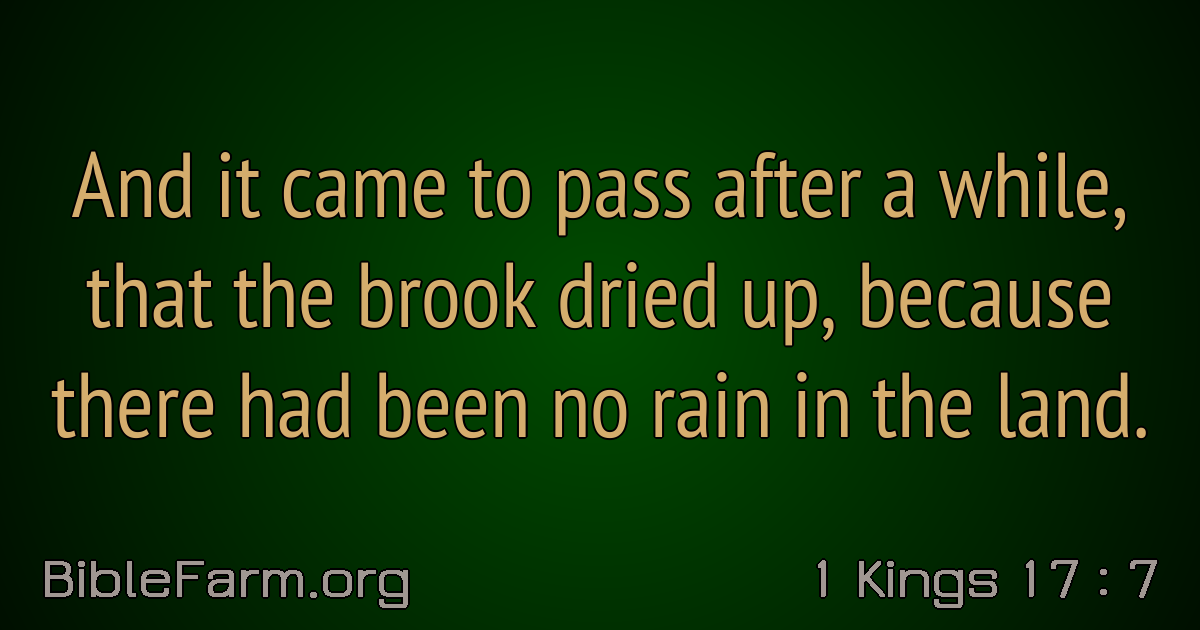 And it came to pass after a while,
that the brook dried up, because
there had been no rain in the land.
BibleFarm.org
1 Kings 17 : 7